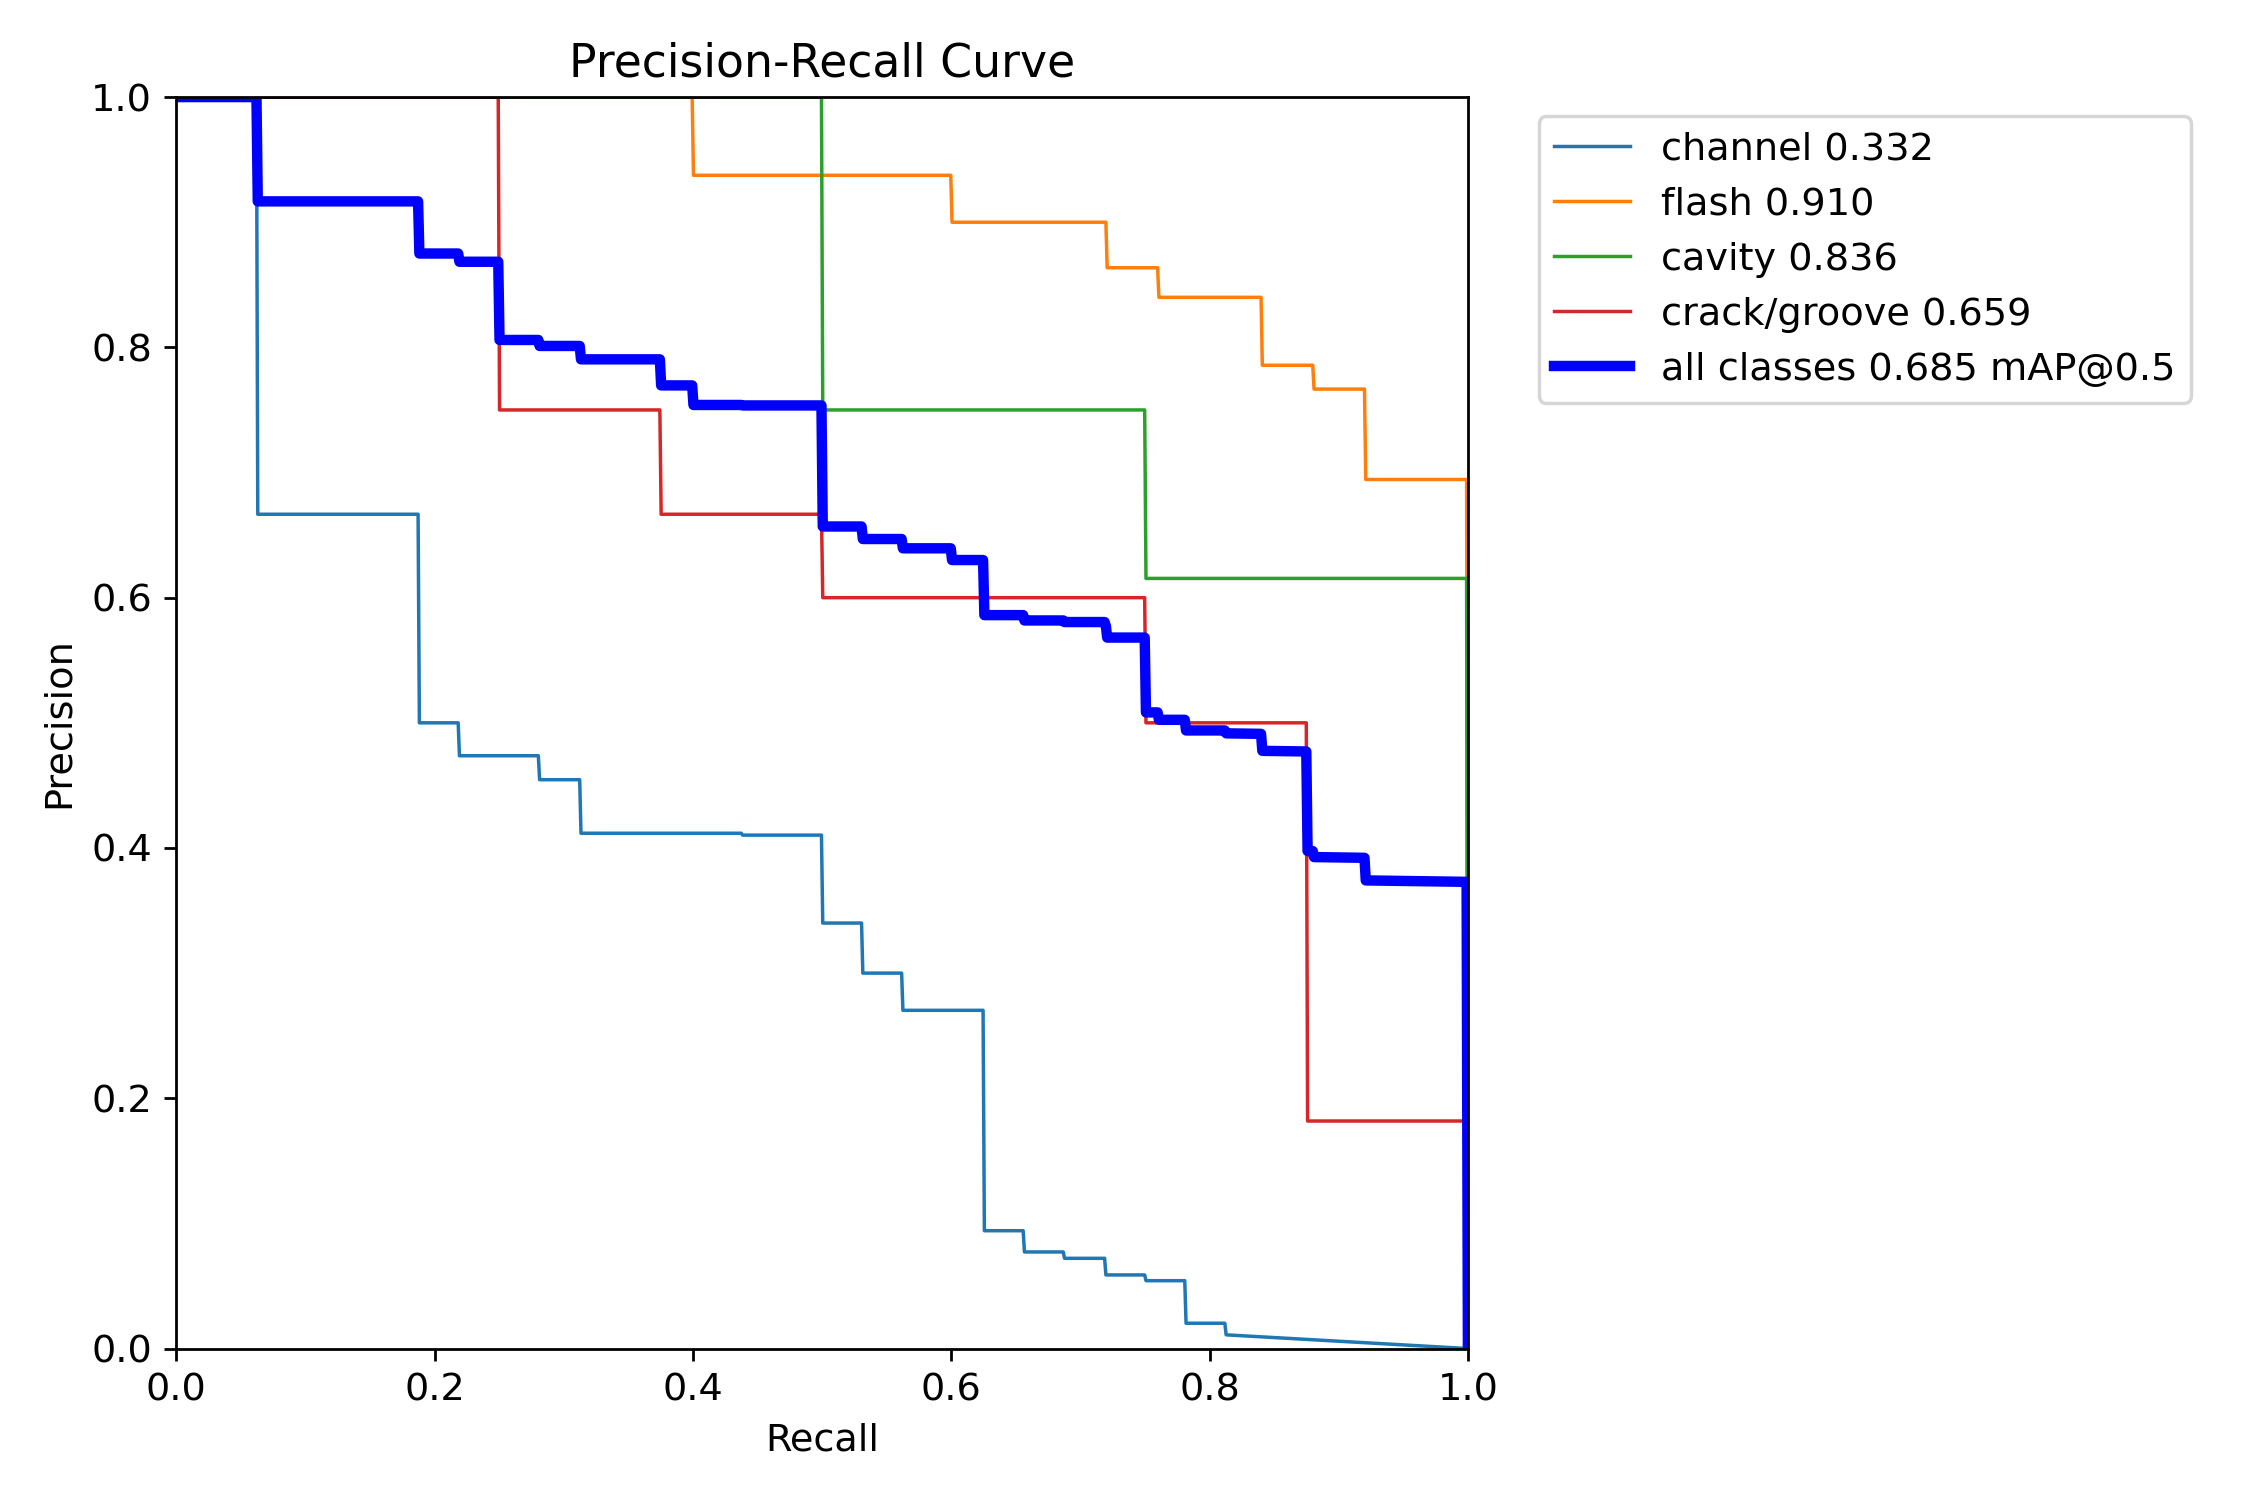 Precision-Recall Curve
1.0
0.8
0.6
0.4
0.2
0.0
Precision
0.0 0.2 0.4 0.6 0.8 1.0
Recall
channel 0.332
flash 0.910
cavity 0.836
crack/groove 0.659
all classes 0.685 mAP@0.5